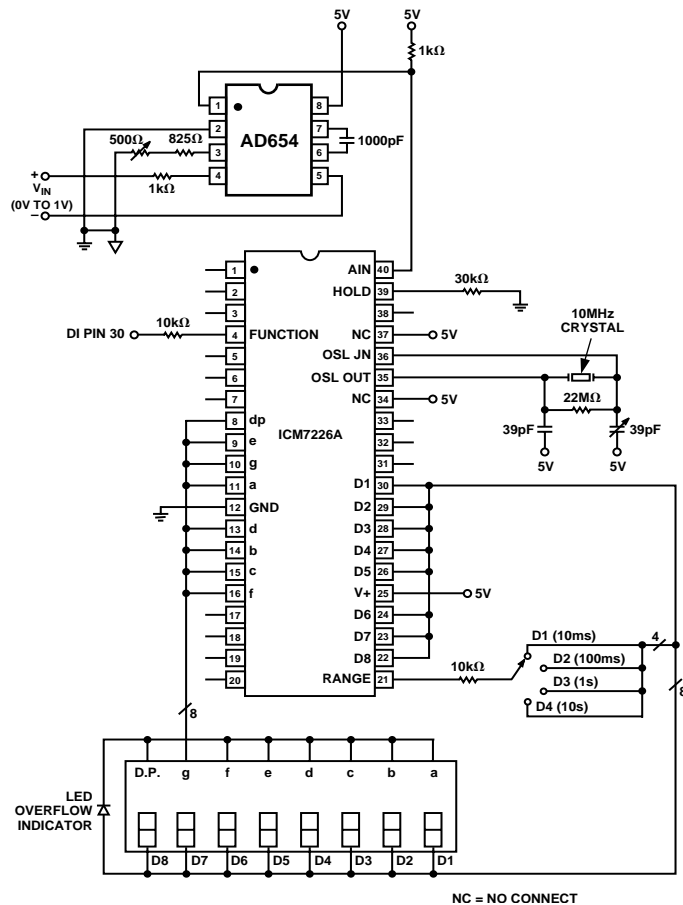 5V
5V
1kΩ
1
8
2
7
AD654
500Ω
825Ω
3
6
1000pF
+
4
5
V_IN
1kΩ
(0V TO 1V)
–
1
AIN
40
30kΩ
2
HOLD
39
3
38
10MHz
CRYSTAL
10kΩ
DI PIN 30
4
FUNCTION
NC
37
5V
5
OSL JN
36
6
OSL OUT
35
22MΩ
7
NC
34
5V
8
dp
33
39pF
39pF
ICM7226A
9
e
32
5V
5V
10
g
31
11
a
D1
30
12
GND
D2
29
13
d
D3
28
14
b
D4
27
15
c
D5
26
16
f
V+
25
5V
17
D6
24
18
D7
23
D1 (10ms)
4
19
D8
22
10kΩ
D2 (100ms)
20
RANGE
21
D3 (1s)
8
D4 (10s)
8
D.P.
g
f
e
d
c
b
a
LED
OVERFLOW
INDICATOR
D8
D7
D6
D5
D4
D3
D2
D1
NC = NO CONNECT